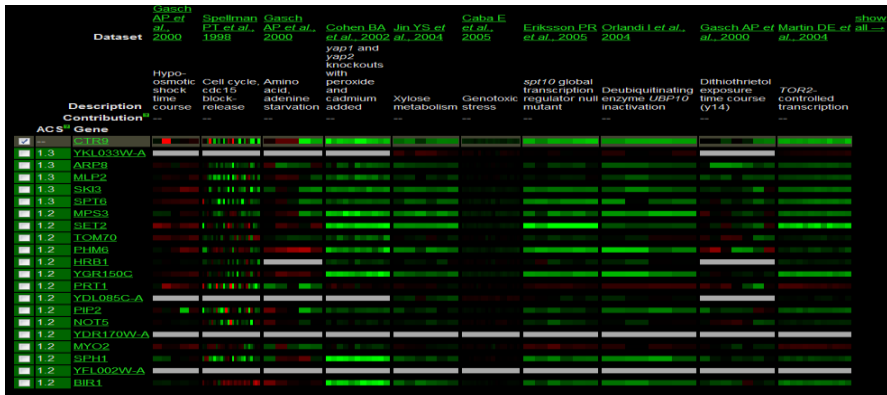 Dataset
Gasch AP et al., 2000
Spellman PT et al., 1998
Gasch AP et al., 2000
Cohen BA et al., 2002
Jin YS et al., 2004
Caba E et al., 2005
Eriksson PR et al., 2005
Orlandi I et al., 2004
Gasch AP et al., 2000
Martin DE et al., 2004
show all →
Description
Hypo-osmotic shock time course
Cell cycle, cdc15 block-release
Amino acid, adenine starvation
yap1 and yap2 knockouts with peroxide and cadmium added
Xylose metabolism
Genotoxic stress
spt10 global transcription regulator null mutant
Deubiquitinating enzyme UBP10 inactivation
Dithiothrietol exposure time course (y14)
TOR2-controlled transcription
Contribution -- -- -- -- -- -- -- -- -- --
ACS Gene
-- CTR9
1.3 YKL033W-A
1.3 ARP8
1.3 MLP2
1.3 SKI3
1.3 SPT6
1.2 MPS3
1.2 SET2
1.2 TOM70
1.2 PHM6
1.2 HRB1
1.2 YGR150C
1.2 PRT1
1.2 YDL085C-A
1.2 PIP2
1.2 NOT5
1.2 YDR170W-A
1.2 MYO2
1.2 SPH1
1.2 YFL002W-A
1.2 BIR1